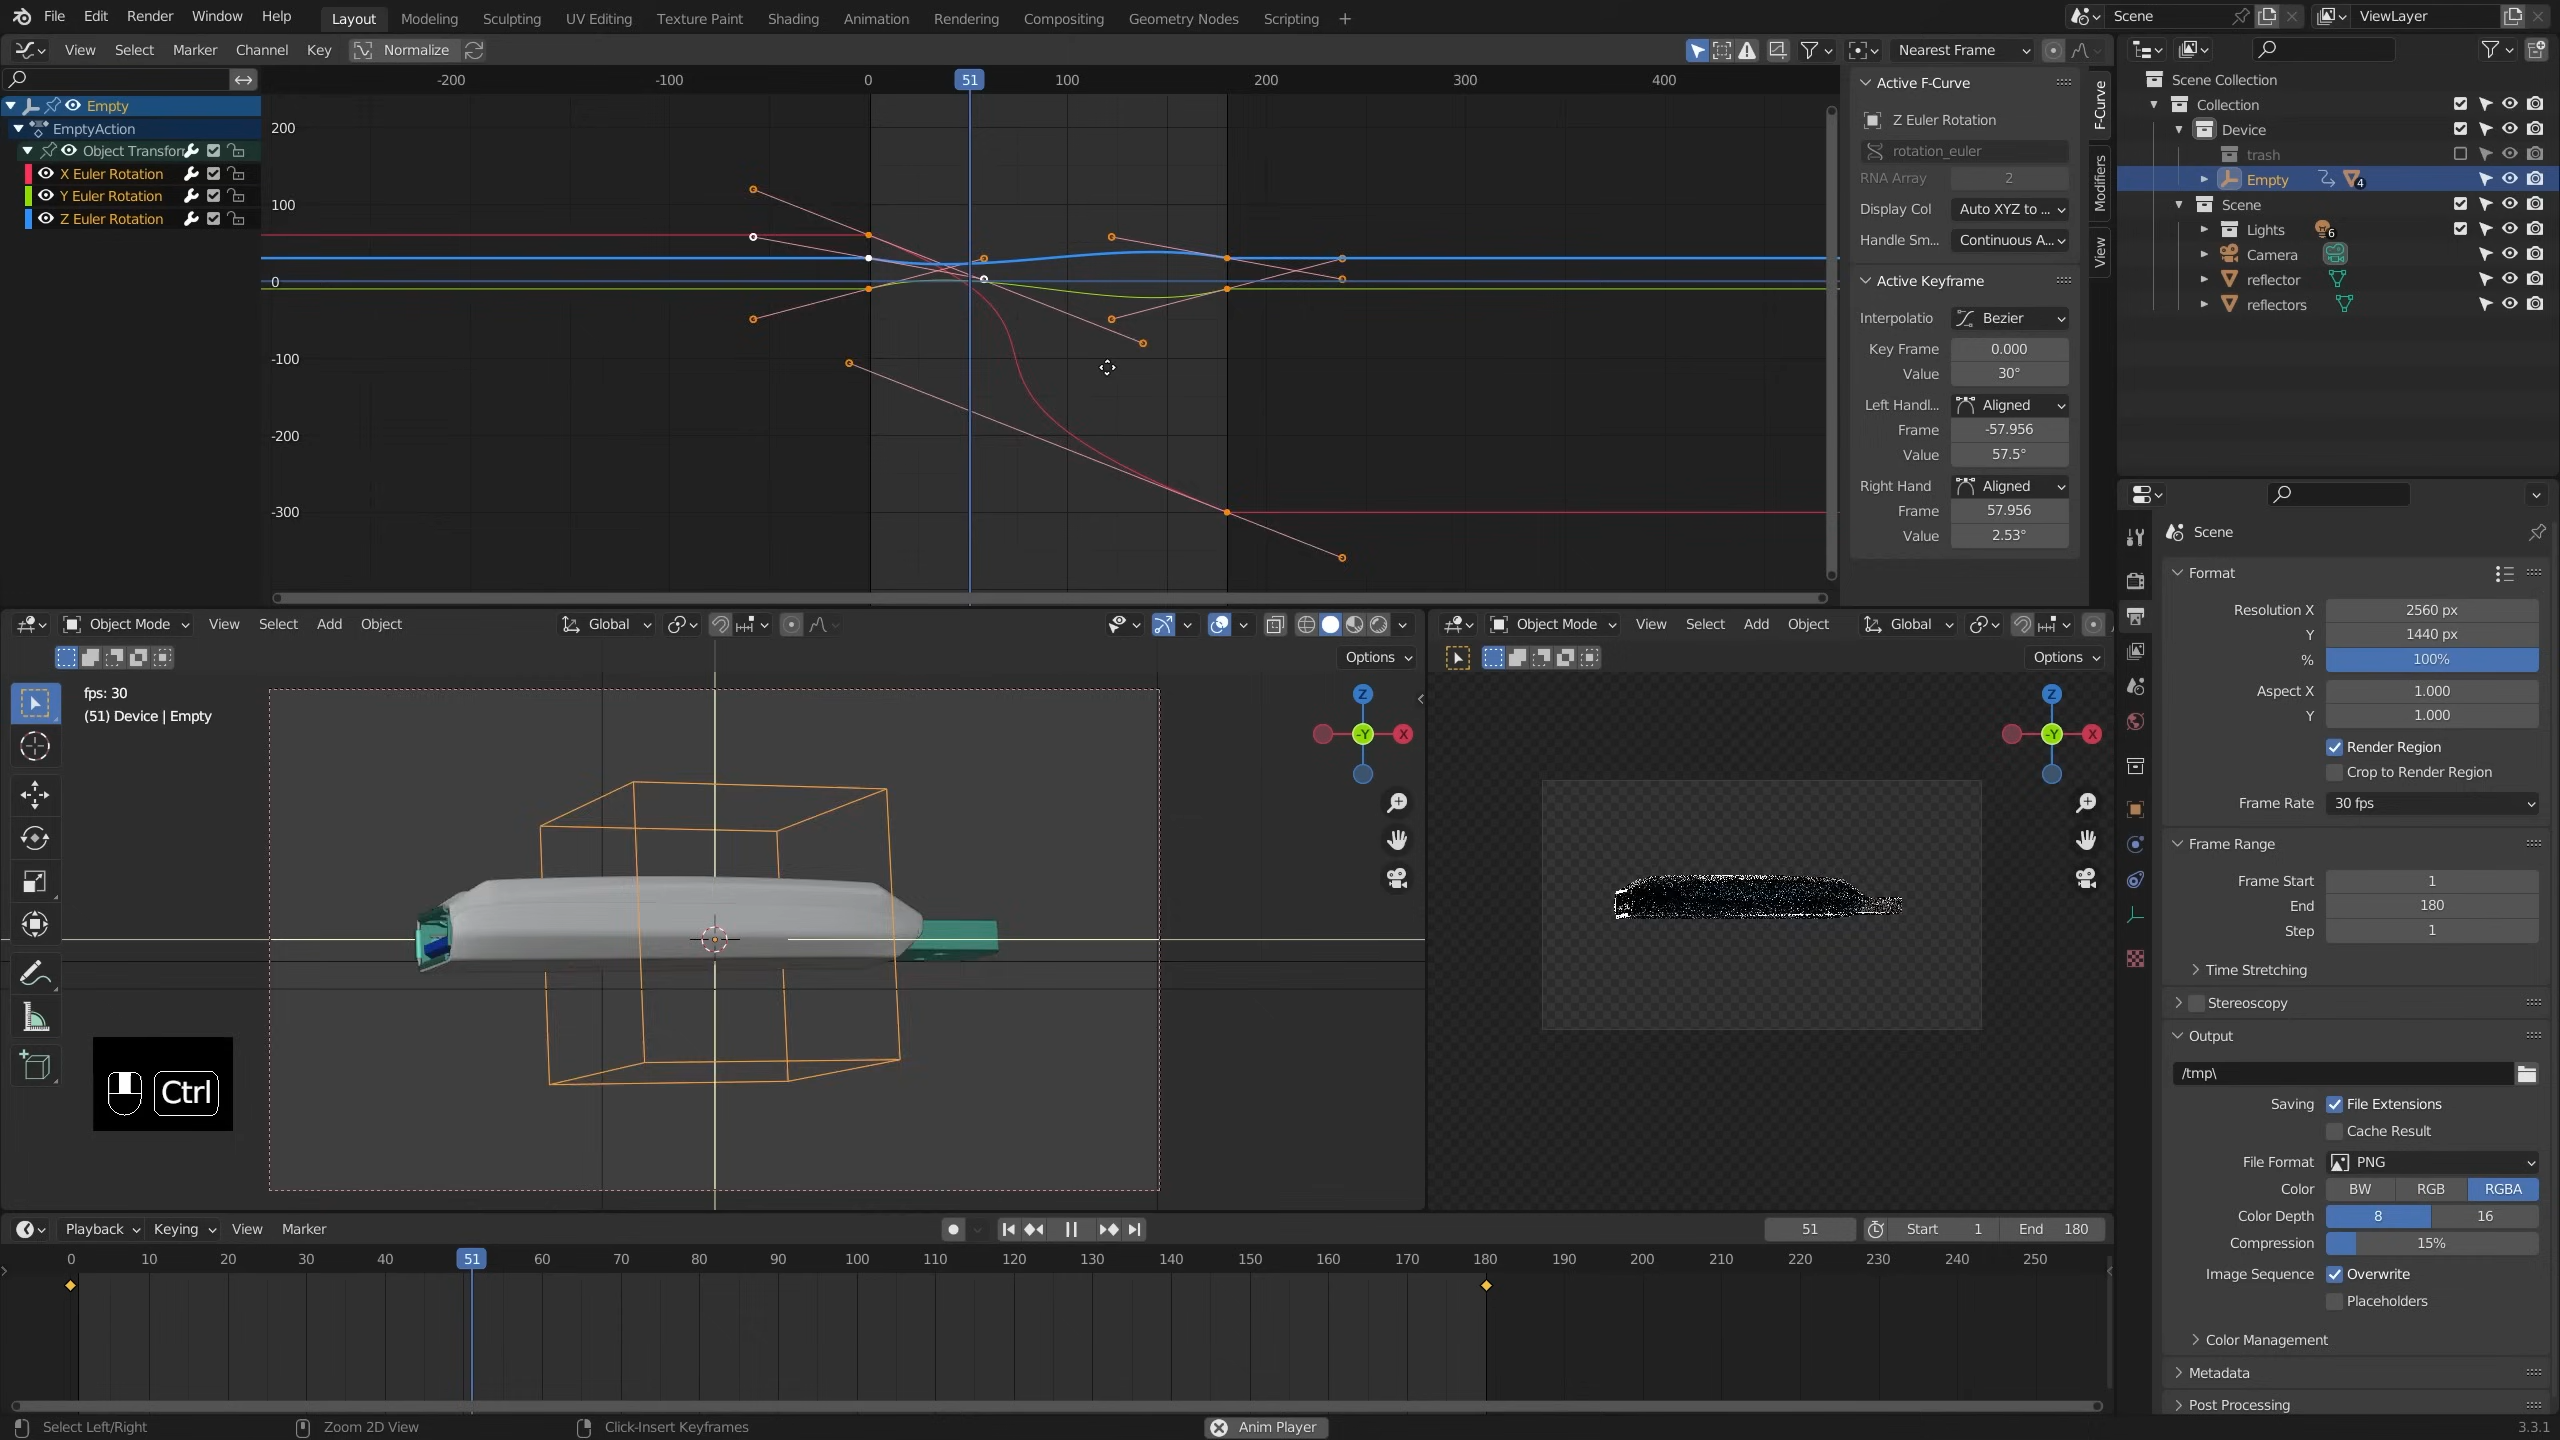 File Edit Render Window Help Layout Modeling Sculpting UV Editing Texture Paint Shading Animation Rendering Compositing Geometry Nodes Scripting + Scene ViewLayer
View Select Marker Channel Key Normalize Nearest Frame
-200 -100 0 51 100 200 300 400
Empty
EmptyAction
Object Transfor
X Euler Rotation
Y Euler Rotation
Z Euler Rotation
200
100
0
-100
-200
-300
Active F-Curve
Z Euler Rotation
rotation_euler
RNA Array 2
Display Col Auto XYZ to ...
Handle Sm... Continuous A...
Active Keyframe
Interpolatio Bezier
Key Frame 0.000
Value 30°
Left Handl... Aligned
Frame -57.956
Value 57.5°
Right Hand Aligned
Frame 57.956
Value 2.53°
F-Curve
Modifiers
View
Scene Collection
Collection
Device
trash
Empty 4
Scene
Lights 6
Camera
reflector
reflectors
Object Mode View Select Add Object Global
Options
fps: 30
(51) Device | Empty
Z
-Y X
Ctrl
Object Mode View Select Add Object Global
Options
Z
-Y X
Scene
Format
Resolution X 2560 px
Y 1440 px
% 100%
Aspect X 1.000
Y 1.000
Render Region
Crop to Render Region
Frame Rate 30 fps
Frame Range
Frame Start 1
End 180
Step 1
Time Stretching
Stereoscopy
Output
/tmp\
Saving File Extensions
Cache Result
File Format PNG
Color BW RGB RGBA
Color Depth 8 16
Compression 15%
Image Sequence Overwrite
Placeholders
Color Management
Metadata
Post Processing
Playback Keying View Marker 51 Start 1 End 180
0 10 20 30 40 51 60 70 80 90 100 110 120 130 140 150 160 170 180 190 200 210 220 230 240 250
Select Left/Right Zoom 2D View Click-Insert Keyframes Anim Player 3.3.1